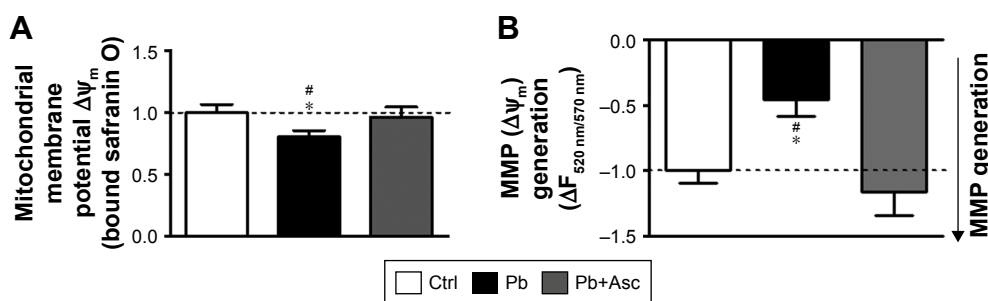 A
Mitochondrial
membrane
potential Δψm
(bound safranin O)
1.5
1.0
0.5
0.0
#
*
B
MMP (Δψm)
generation
(ΔF520 nm/570 nm)
0.0
–0.5
–1.0
–1.5
#
*
MMP generation
Ctrl Pb Pb+Asc